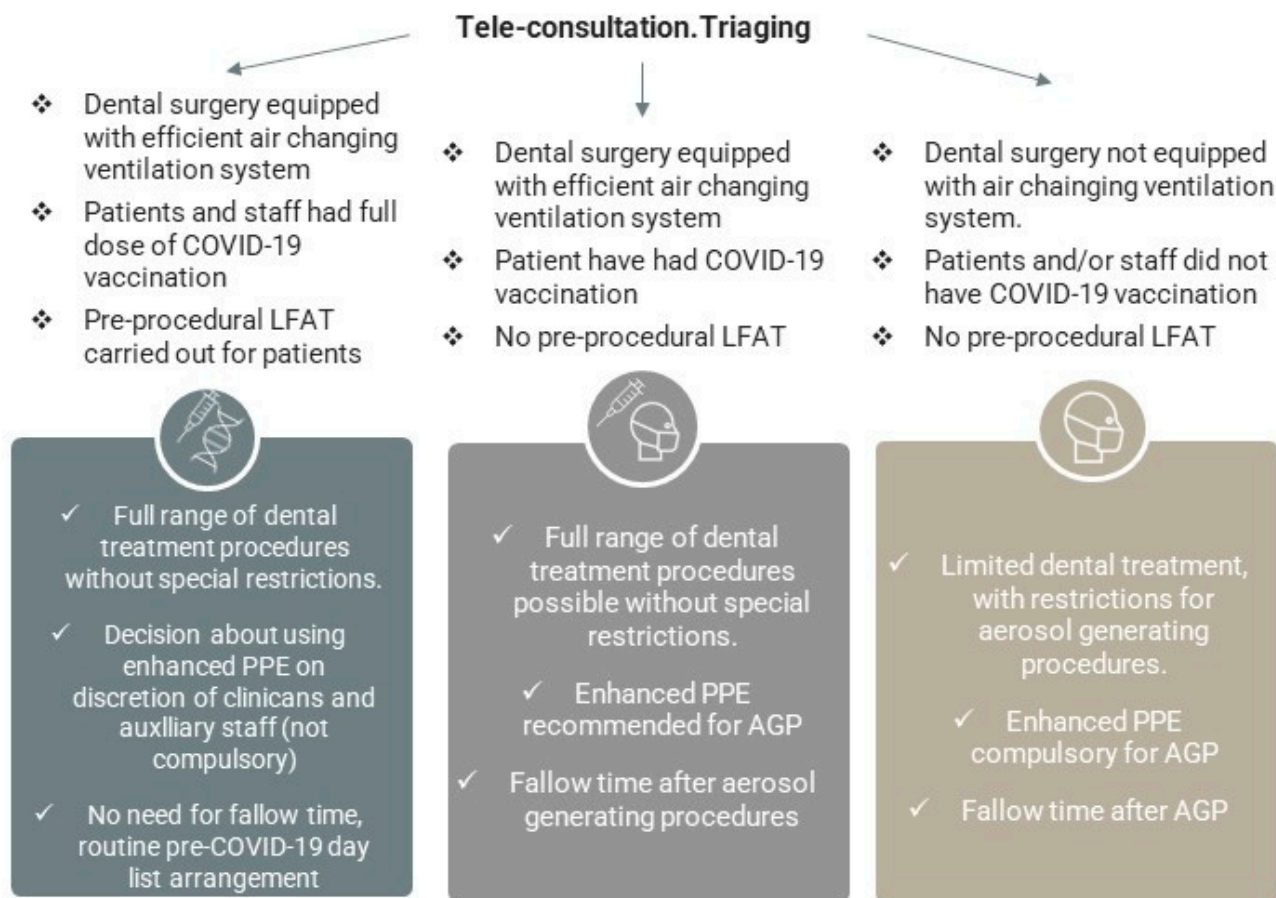 Tele-consultation.Triaging
❖ Dental surgery equipped
with efficient air changing
ventilation system
❖ Patients and staff had full
dose of COVID-19
vaccination
❖ Pre-procedural LFAT
carried out for patients
✓ Full range of dental
treatment procedures
without special restrictions.
✓ Decision about using
enhanced PPE on
discretion of clinicans and
auxlliary staff (not
compulsory)
✓ No need for fallow time,
routine pre-COVID-19 day
list arrangement
❖ Dental surgery equipped
with efficient air changing
ventilation system
❖ Patient have had COVID-19
vaccination
❖ No pre-procedural LFAT
✓ Full range of dental
treatment procedures
possible without special
restrictions.
✓ Enhanced PPE
recommended for AGP
✓ Fallow time after aerosol
generating procedures
❖ Dental surgery not equipped
with air chainging ventilation
system.
❖ Patients and/or staff did not
have COVID-19 vaccination
❖ No pre-procedural LFAT
✓ Limited dental treatment,
with restrictions for
aerosol generating
procedures.
✓ Enhanced PPE
compulsory for AGP
✓ Fallow time after AGP